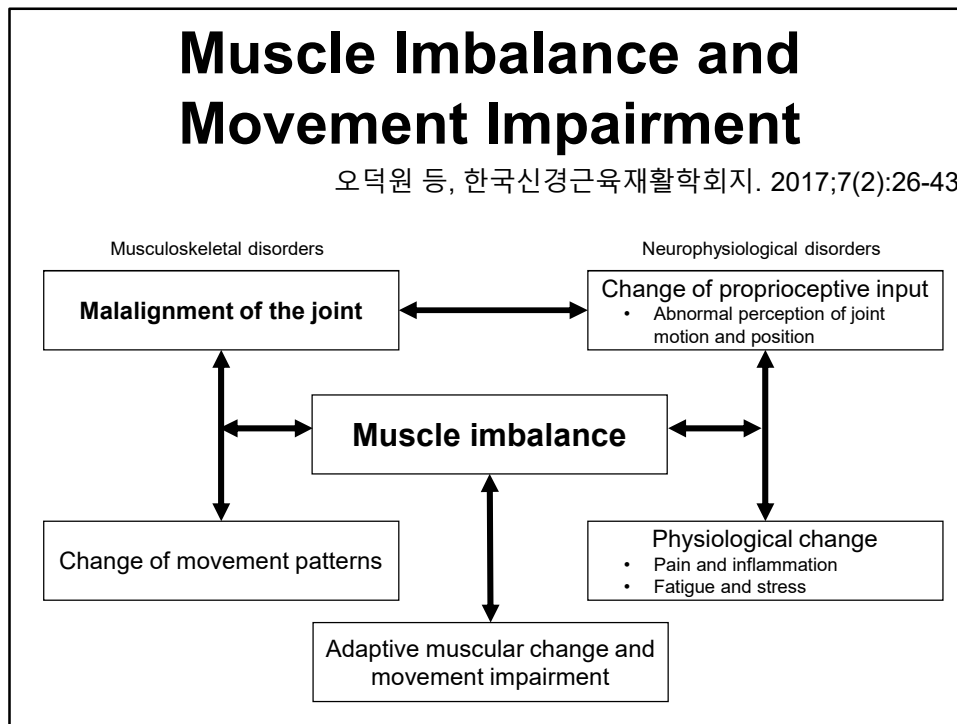 Muscle Imbalance and
Movement Impairment
오덕원 등, 한국신경근육재활학회지. 2017;7(2):26-43
Musculoskeletal disorders
Neurophysiological disorders
Malalignment of the joint
Change of proprioceptive input
• Abnormal perception of joint
motion and position
Muscle imbalance
Change of movement patterns
Physiological change
• Pain and inflammation
• Fatigue and stress
Adaptive muscular change and
movement impairment